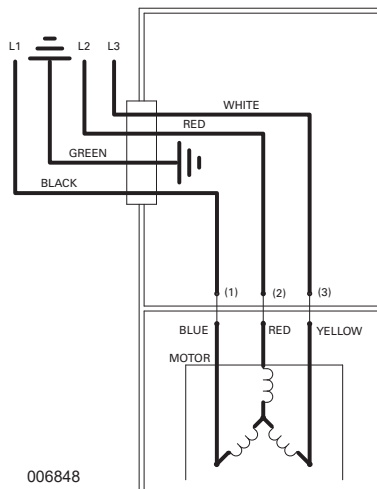 L1 L2 L3
WHITE
RED
GREEN
BLACK
(1) (2) (3)
BLUE RED YELLOW
MOTOR
006848